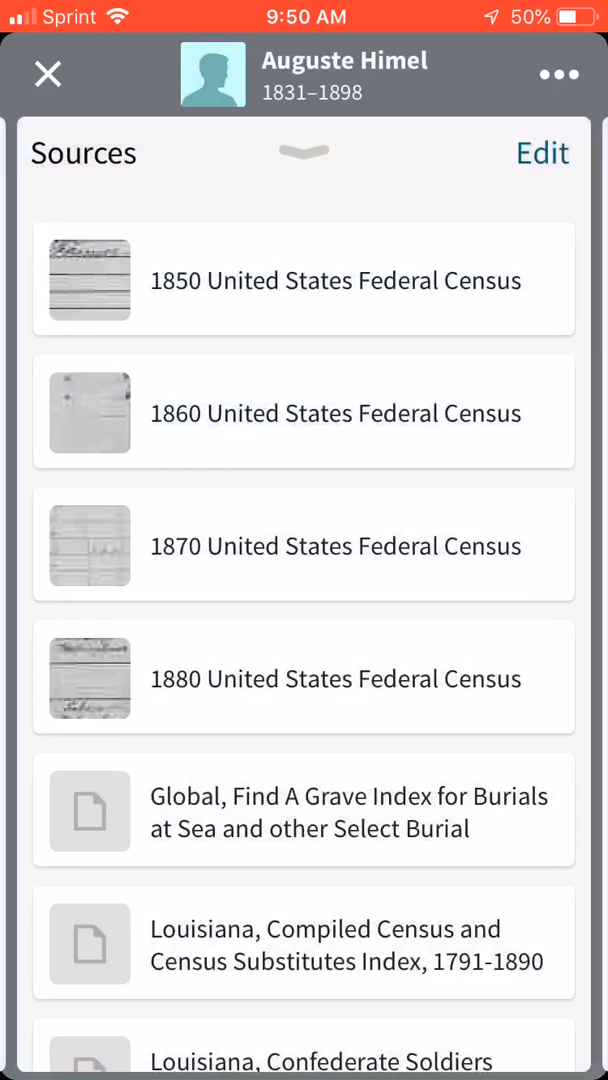 Sprint 9:50 AM 50%
Auguste Himel
1831–1898
Sources Edit
1850 United States Federal Census
1860 United States Federal Census
1870 United States Federal Census
1880 United States Federal Census
Global, Find A Grave Index for Burials
at Sea and other Select Burial
Louisiana, Compiled Census and
Census Substitutes Index, 1791-1890
Louisiana, Confederate Soldiers